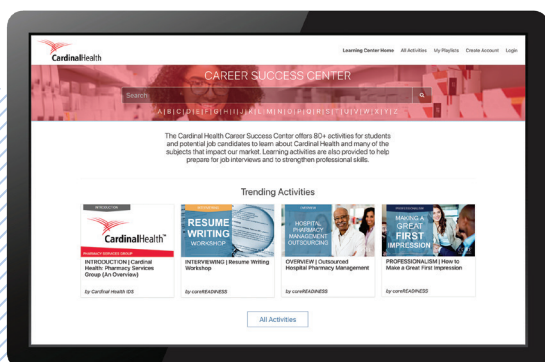 CardinalHealth
Learning Center Home All Activities My Playlists Create Account Login
CAREER SUCCESS CENTER
Search
A | B | C | D | E | F | G | H | I | J | K | L | M | N | O | P | Q | R | S | T | U | V | W | X | Y | Z
The Cardinal Health Career Success Center offers 80+ activities for students
and potential job candidates to learn about Cardinal Health and many of the
subjects that impact our market. Learning activities are also provided to help
prepare for job interviews and to strengthen professional skills.
Trending Activities
INTRODUCTION
CardinalHealth™
PHARMACY SERVICES GROUP
INTRODUCTION | Cardinal
Health: Pharmacy Services
Group (An Overview)
by Cardinal Health IDS
INTERVIEWING
RESUME
WRITING
WORKSHOP
INTERVIEWING | Resume Writing
Workshop
by coreREADINESS
OVERVIEW
HOSPITAL
PHARMACY
MANAGEMENT
OUTSOURCING
OVERVIEW | Outsourced
Hospital Pharmacy Management
by coreREADINESS
PROFESSIONALISM
MAKING A
GREAT
FIRST
IMPRESSION
PROFESSIONALISM | How to
Make a Great First Impression
by coreREADINESS
All Activities